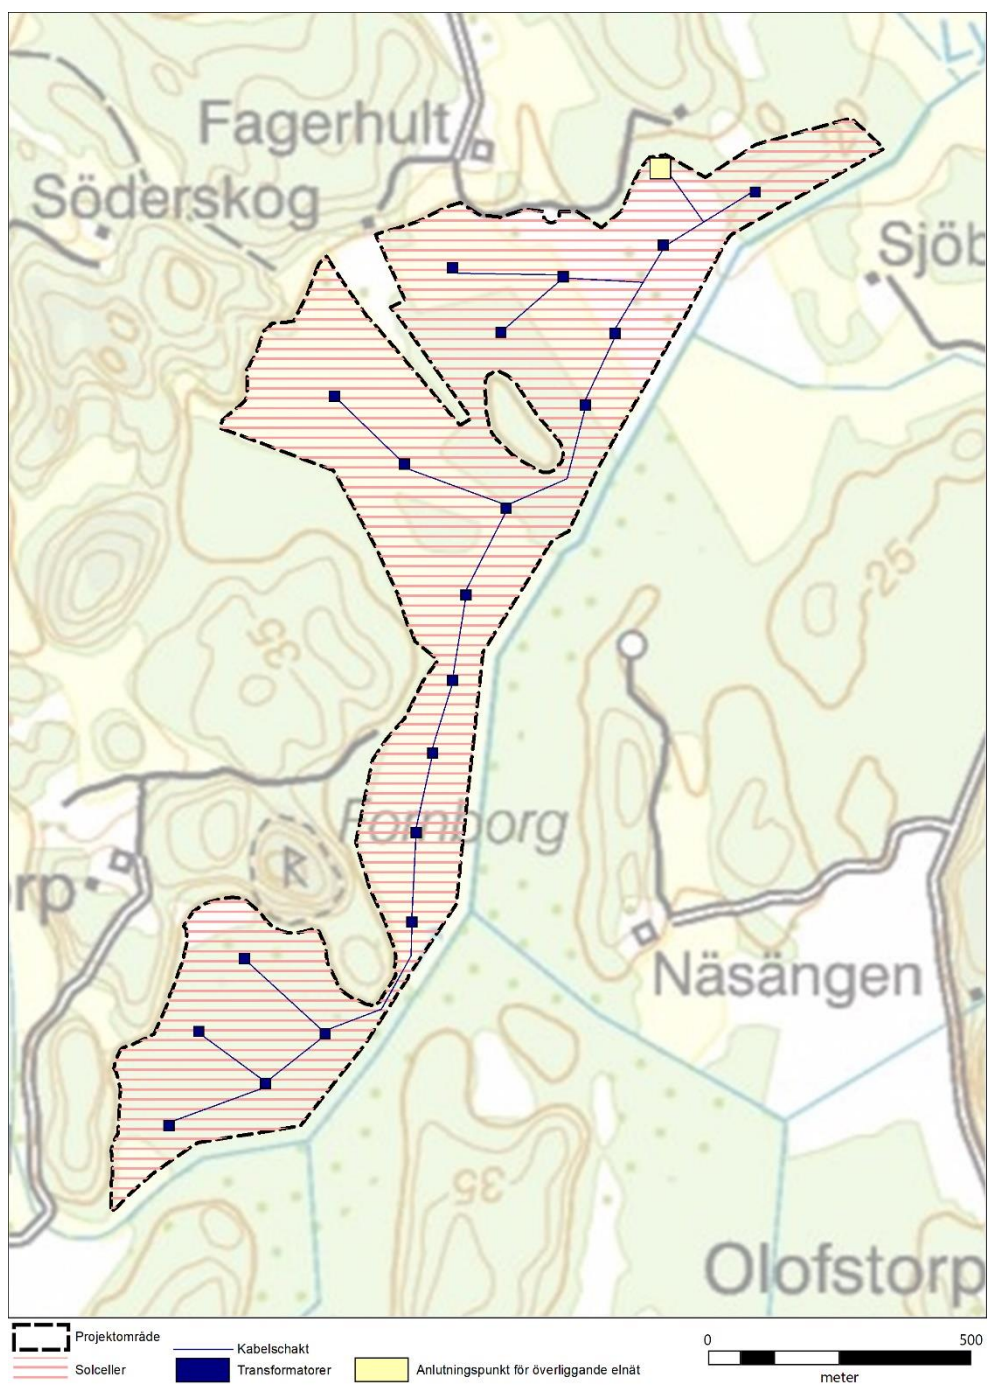 Fagerhult
Söderskog
Sjöb
25
35
Fornborg
R
rp
Näsängen
35
Olofstorp
Projektområde
Solceller
Kabelschakt
Transformatorer
Anlutningspunkt för överliggande elnät
0 500
meter